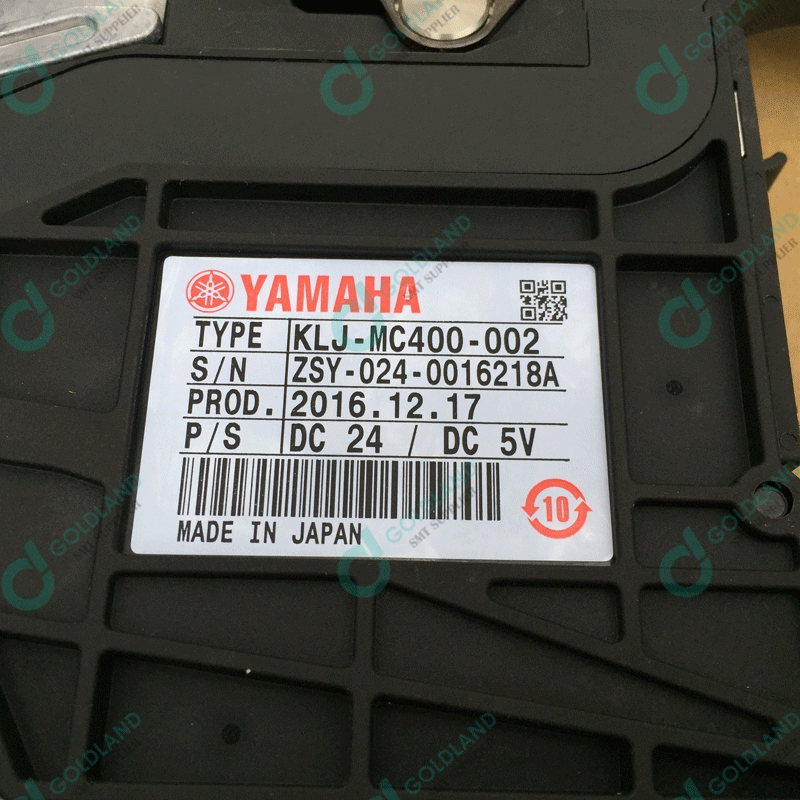 YAMAHA
TYPE KLJ-MC400-002
S/N ZSY-024-0016218A
PROD. 2016.12.17
P/S DC 24 / DC 5V
10
MADE IN JAPAN
GOLDLAND
SMT SUPPLIER